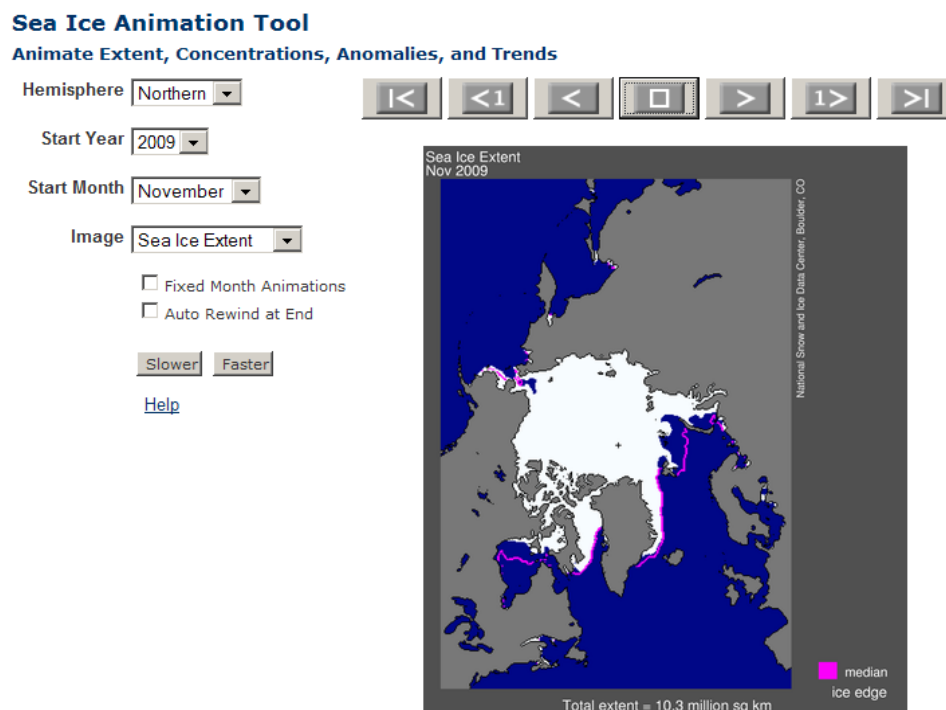 Sea Ice Animation Tool
Animate Extent, Concentrations, Anomalies, and Trends
Hemisphere Northern
Start Year 2009
Start Month November
Image Sea Ice Extent
Fixed Month Animations
Auto Rewind at End
Slower Faster
Help
|< <1 < > 1> >|
Sea Ice Extent
Nov 2009
National Snow and Ice Data Center, Boulder, CO
median
ice edge
Total extent = 10.3 million sq km